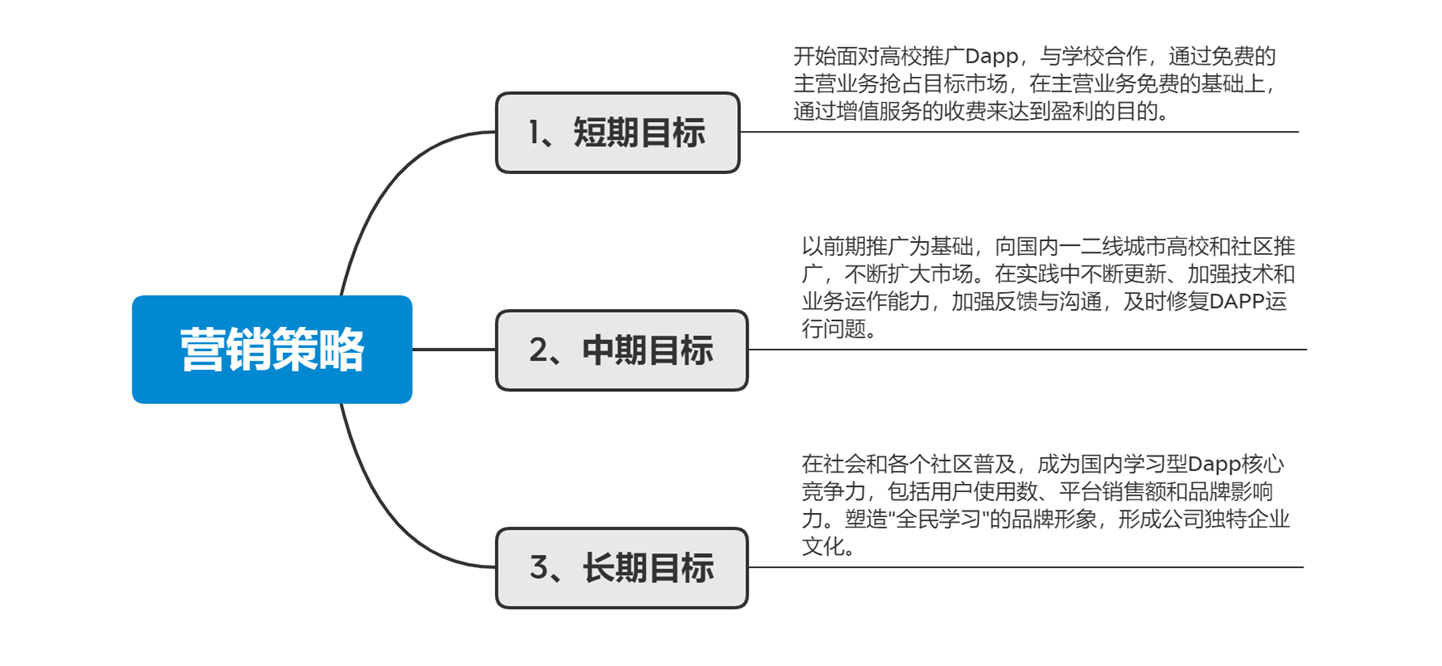 开始面对高校推广Dapp，与学校合作，通过免费的
主营业务抢占目标市场，在主营业务免费的基础上，
通过增值服务的收费来达到盈利的目的。
1、短期目标
以前期推广为基础，向国内一二线城市高校和社区推
广，不断扩大市场。在实践中不断更新、加强技术和
业务运作能力，加强反馈与沟通，及时修复DAPP运
行问题。
营销策略
2、中期目标
在社会和各个社区普及，成为国内学习型Dapp核心
竞争力，包括用户使用数、平台销售额和品牌影响
力。塑造"全民学习"的品牌形象，形成公司独特企业
文化。
3、长期目标